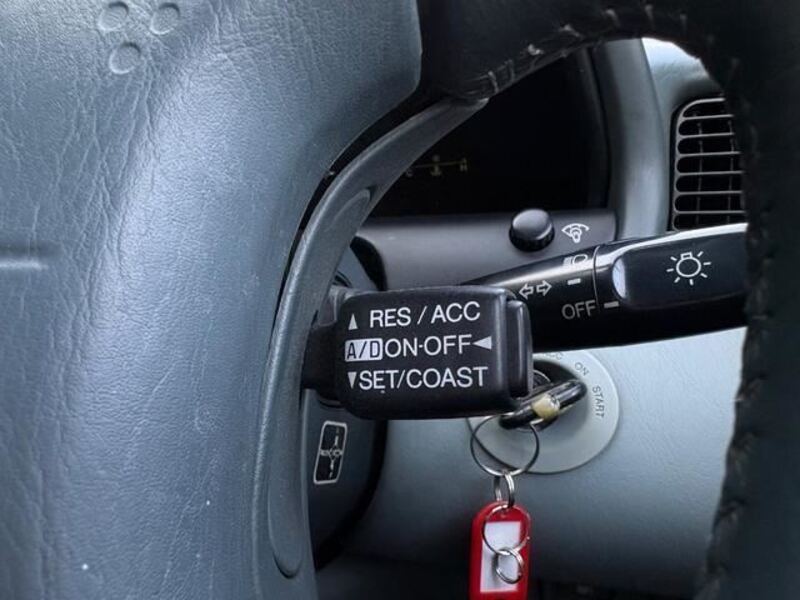 ▲ RES / ACC
A/D ON-OFF ◄
▼ SET/COAST
OFF
ON
START
A